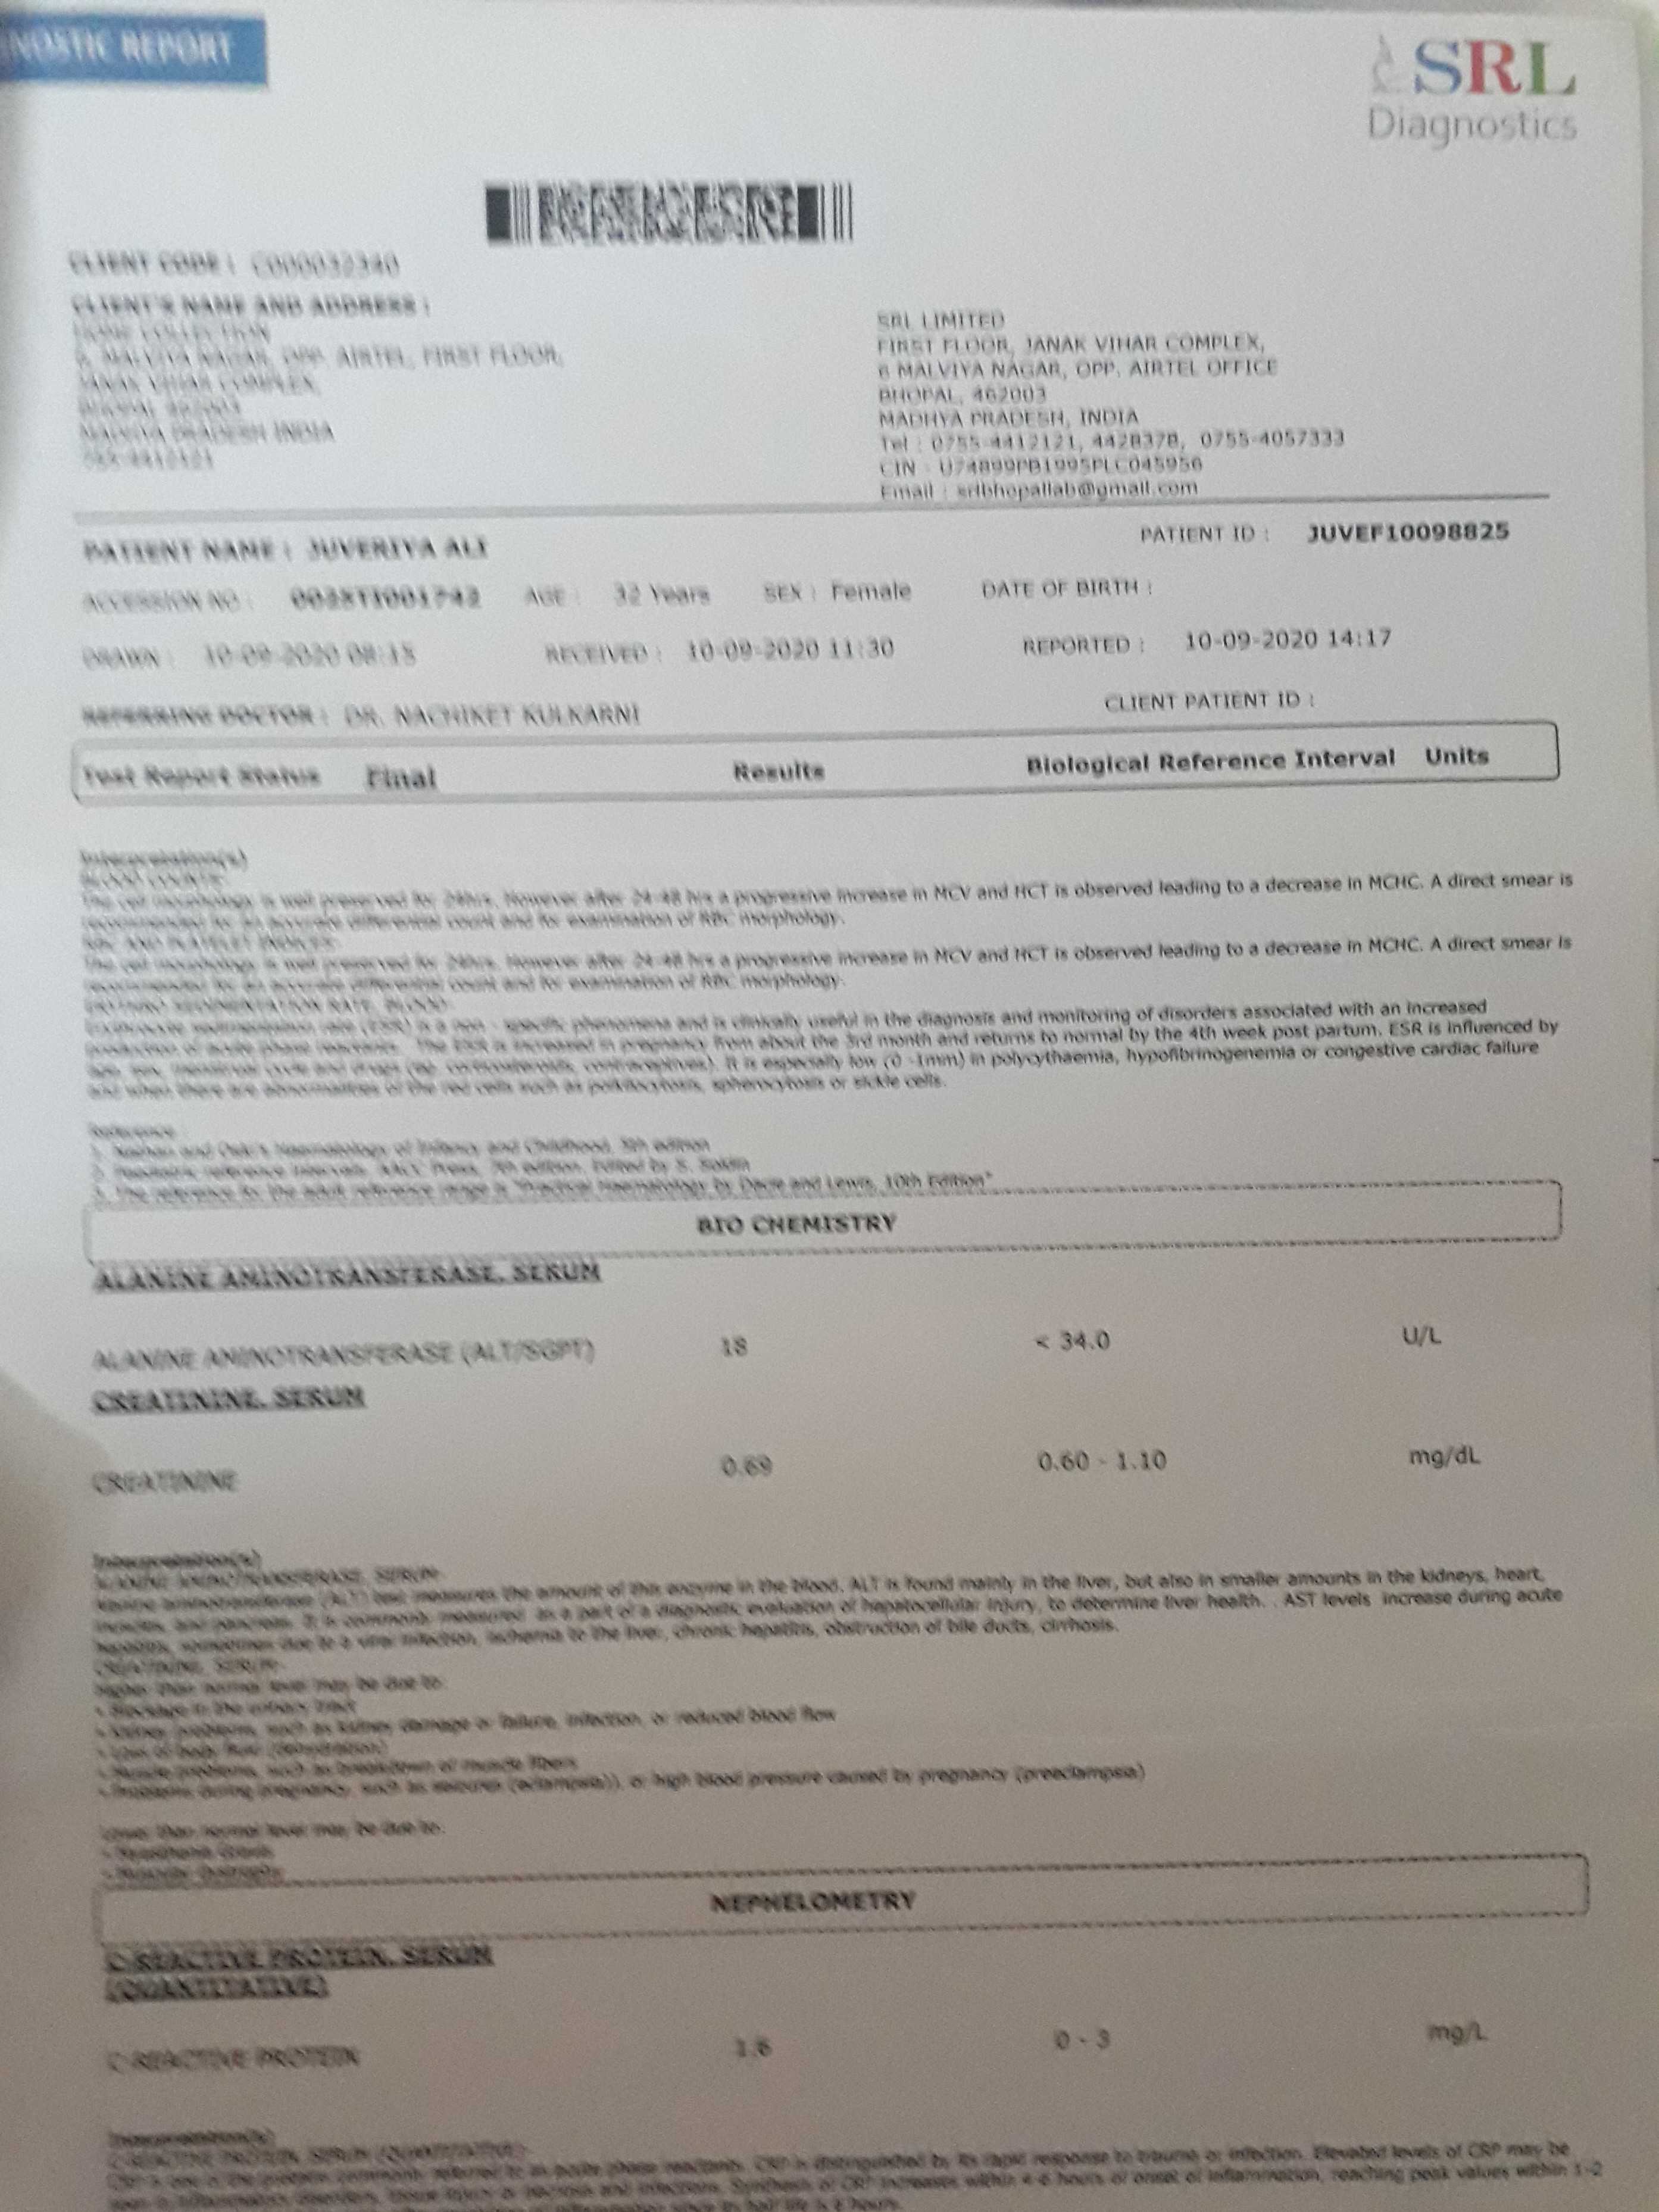 NOSTIC REPORT
SRL
Diagnostics
CLIENT CODE : C000032340
CLIENT'S NAME AND ADDRESS :
HOME COLLECTION
6, MALVIYA NAGAR, OPP. AIRTEL, FIRST FLOOR,
JANAK VIHAR COMPLEX,
BHOPAL 462003
MADHYA PRADESH INDIA
SRL LIMITED
FIRST FLOOR, JANAK VIHAR COMPLEX,
6 MALVIYA NAGAR, OPP. AIRTEL OFFICE
BHOPAL, 462003
MADHYA PRADESH, INDIA
Tel : 0755-4412121, 4428378, 0755-4057333
CIN - U74899PB1995PLC045956
Email : srlbhopallab@gmail.com
PATIENT NAME : JUVERIYA ALI PATIENT ID : JUVEF10098825
ACCESSION NO : AGE : 32 Years SEX : Female DATE OF BIRTH :
DRAWN : 10-09-2020 08:15 RECEIVED : 10-09-2020 11:30 REPORTED : 10-09-2020 14:17
REFERRING DOCTOR : DR. NACHIKET KULKARNI CLIENT PATIENT ID :
Test Report Status Final Results Biological Reference Interval Units
Interpretation(s)
BLOOD COUNTS-
The cell morphology is well preserved for 24hrs. However after 24-48 hrs a progressive increase in MCV and HCT is observed leading to a decrease in MCHC. A direct smear is
recommended for an accurate differential count and for examination of RBC morphology.
RBC AND PLATELET INDICES-
The cell morphology is well preserved for 24hrs. However after 24-48 hrs a progressive increase in MCV and HCT is observed leading to a decrease in MCHC. A direct smear is
recommended for an accurate differential count and for examination of RBC morphology.
SEDIMENTATION RATE, BLOOD-
Erythrocyte sedimentation rate (ESR) is a non - specific phenomena and is clinically useful in the diagnosis and monitoring of disorders associated with an increased
production of acute phase reactants. The ESR is increased in pregnancy from about the 3rd month and returns to normal by the 4th week post partum. ESR is influenced by
age, sex, menstrual cycle and drugs (eg. corticosteroids, contraceptives). It is especially low (0 -1mm) in polycythaemia, hypofibrinogenemia or congestive cardiac failure
and when there are abnormalities of the red cells such as poikilocytosis, spherocytosis or sickle cells.
Reference :
1. Nathan and Oski's Haematology of Infancy and Childhood, 5th edition
2. Paediatric reference intervals. AACC Press, 7th edition. Edited by S. Soldin
3. The reference for the adult reference range is "Practical Haematology by Dacie and Lewis, 10th Edition"
BIO CHEMISTRY
ALANINE AMINOTRANSFERASE, SERUM
ALANINE AMINOTRANSFERASE (ALT/SGPT) 18 < 34.0 U/L
CREATININE, SERUM
CREATININE 0.69 0.60 - 1.10 mg/dL
Interpretation(s)
ALANINE AMINOTRANSFERASE, SERUM-
Alanine aminotransferase (ALT) test measures the amount of this enzyme in the blood. ALT is found mainly in the liver, but also in smaller amounts in the kidneys, heart,
muscles, and pancreas. It is commonly measured as a part of a diagnostic evaluation of hepatocellular injury, to determine liver health. . AST levels increase during acute
hepatitis, sometimes due to a viral infection, ischemia to the liver, chronic hepatitis, obstruction of bile ducts, cirrhosis.
CREATININE, SERUM-
Higher than normal level may be due to:
• Blockage in the urinary tract
• Kidney problems, such as kidney damage or failure, infection, or reduced blood flow
• Loss of body fluid (dehydration)
• Muscle problems, such as breakdown of muscle fibers
• Problems during pregnancy, such as seizures (eclampsia)), or high blood pressure caused by pregnancy (preeclampsia)
Lower than normal level may be due to:
• Myasthenia Gravis
• Muscular dystrophy
NEPHELOMETRY
C-REACTIVE PROTEIN, SERUM
(QUANTITATIVE)
C-REACTIVE PROTEIN 1.6 0 - 3 mg/L
Interpretation(s)
C-REACTIVE PROTEIN, SERUM (QUANTITATIVE)-
CRP is one of the proteins commonly referred to as acute phase reactants. CRP is distinguished by its rapid response to trauma or infection. Elevated levels of CRP may be
seen in inflammatory disorders, tissue injury or necrosis and infections. Synthesis of CRP increases within 4-6 hours of onset of inflammation, reaching peak values within 1-2
of inflammation since its half life is 6 hours.